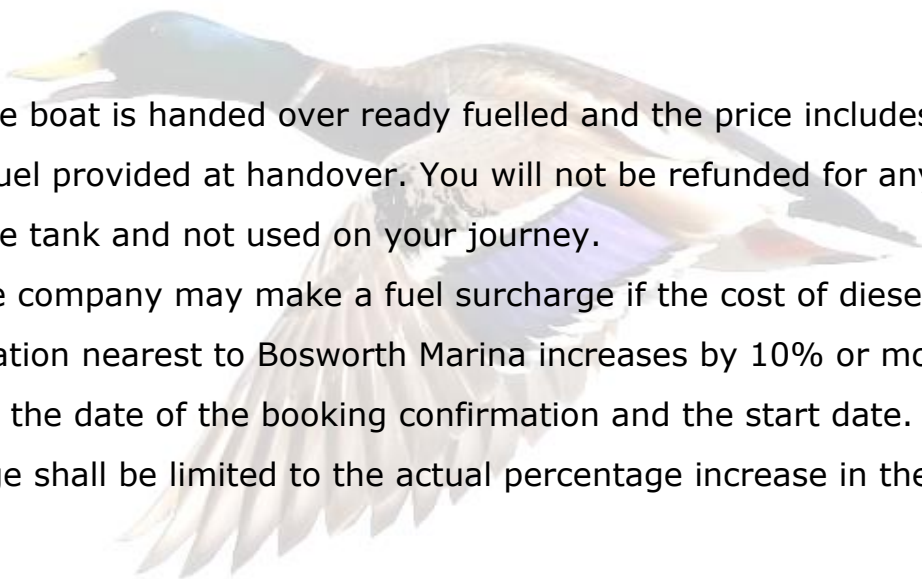 e boat is handed over ready fuelled and the price includes
uel provided at handover. You will not be refunded for any
e tank and not used on your journey.
e company may make a fuel surcharge if the cost of diese
ation nearest to Bosworth Marina increases by 10% or mo
the date of the booking confirmation and the start date.
ge shall be limited to the actual percentage increase in the